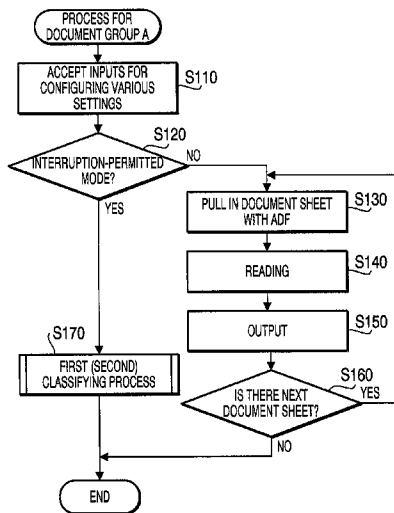 PROCESS FOR
DOCUMENT GROUP A
ACCEPT INPUTS FOR
CONFIGURING VARIOUS
SETTINGS
S110
INTERRUPTION-PERMITTED
MODE?
S120
NO
YES
PULL IN DOCUMENT SHEET
WITH ADF
S130
READING
S140
OUTPUT
S150
S170
FIRST (SECOND)
CLASSIFYING PROCESS
IS THERE NEXT
DOCUMENT SHEET?
S160
YES
NO
END